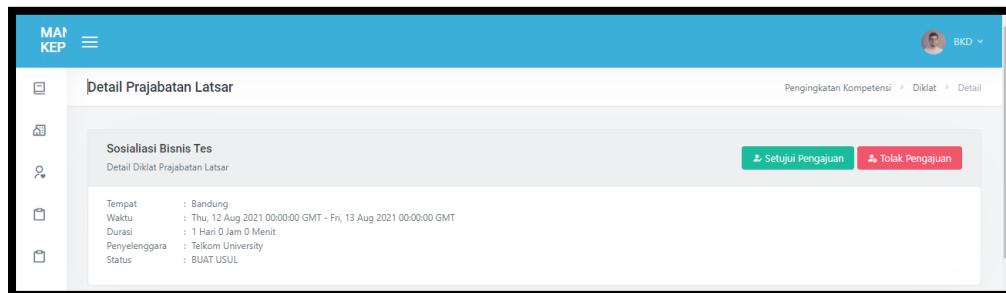 MAN
KEP
BKD
Detail Prajabatan Latsar
Pengingkatan Kompetensi > Diklat > Detail
Sosialiasi Bisnis Tes
Detail Diklat Prajabatan Latsar
Setujui Pengajuan
Tolak Pengajuan
Tempat : Bandung
Waktu : Thu, 12 Aug 2021 00:00:00 GMT - Fri, 13 Aug 2021 00:00:00 GMT
Durasi : 1 Hari 0 Jam 0 Menit
Penyelenggara : Telkom University
Status : BUAT USUL